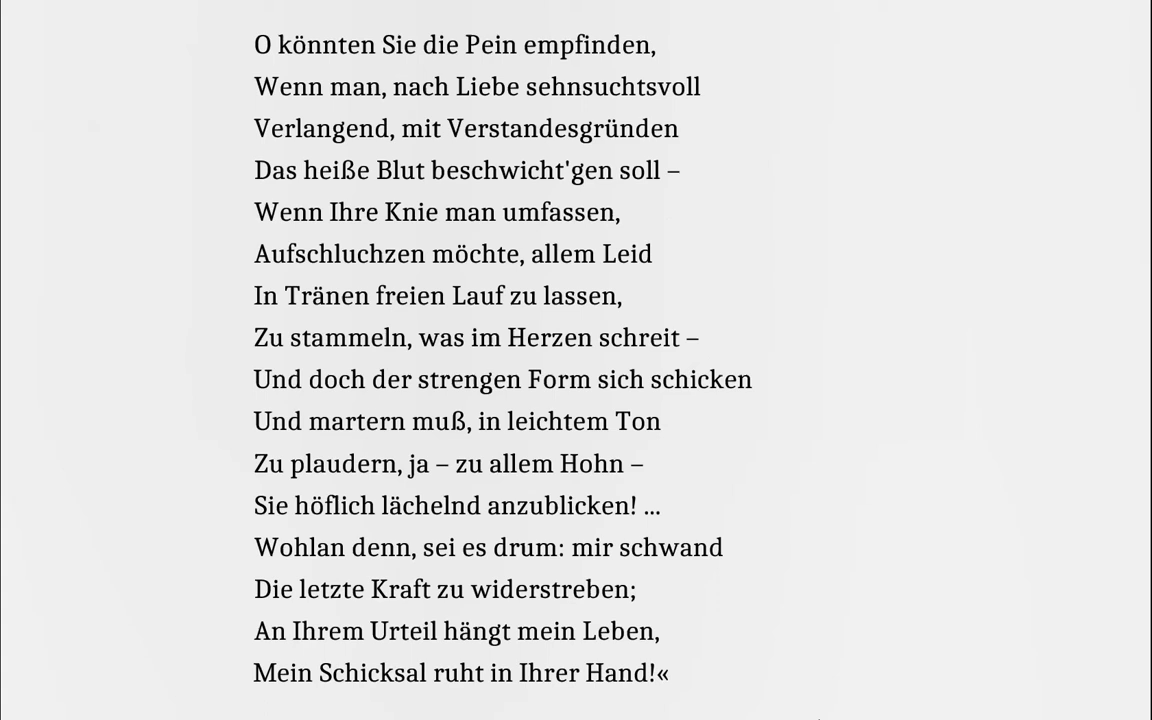 O könnten Sie die Pein empfinden,
Wenn man, nach Liebe sehnsuchtsvoll
Verlangend, mit Verstandesgründen
Das heiße Blut beschwicht'gen soll –
Wenn Ihre Knie man umfassen,
Aufschluchzen möchte, allem Leid
In Tränen freien Lauf zu lassen,
Zu stammeln, was im Herzen schreit –
Und doch der strengen Form sich schicken
Und martern muß, in leichtem Ton
Zu plaudern, ja – zu allem Hohn –
Sie höflich lächelnd anzublicken! ...
Wohlan denn, sei es drum: mir schwand
Die letzte Kraft zu widerstreben;
An Ihrem Urteil hängt mein Leben,
Mein Schicksal ruht in Ihrer Hand!«